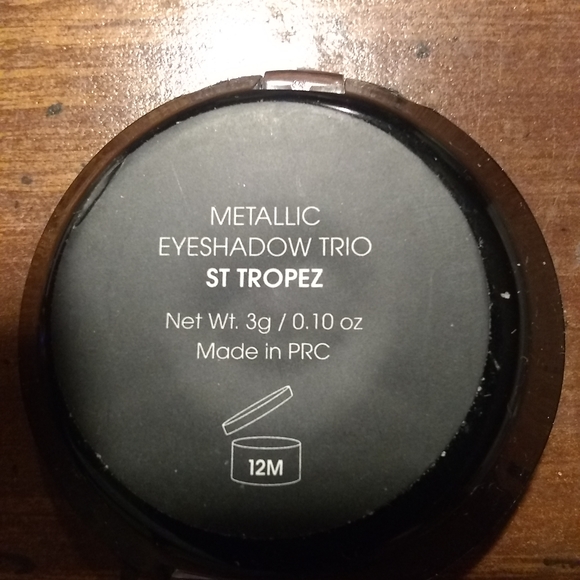 METALLIC
EYESHADOW TRIO
ST TROPEZ
Net Wt. 3g / 0.10 oz
Made in PRC
12M